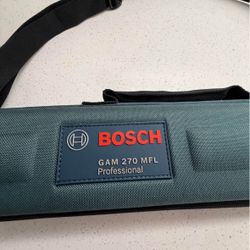 BOSCH
GAM 270 MFL
Professional